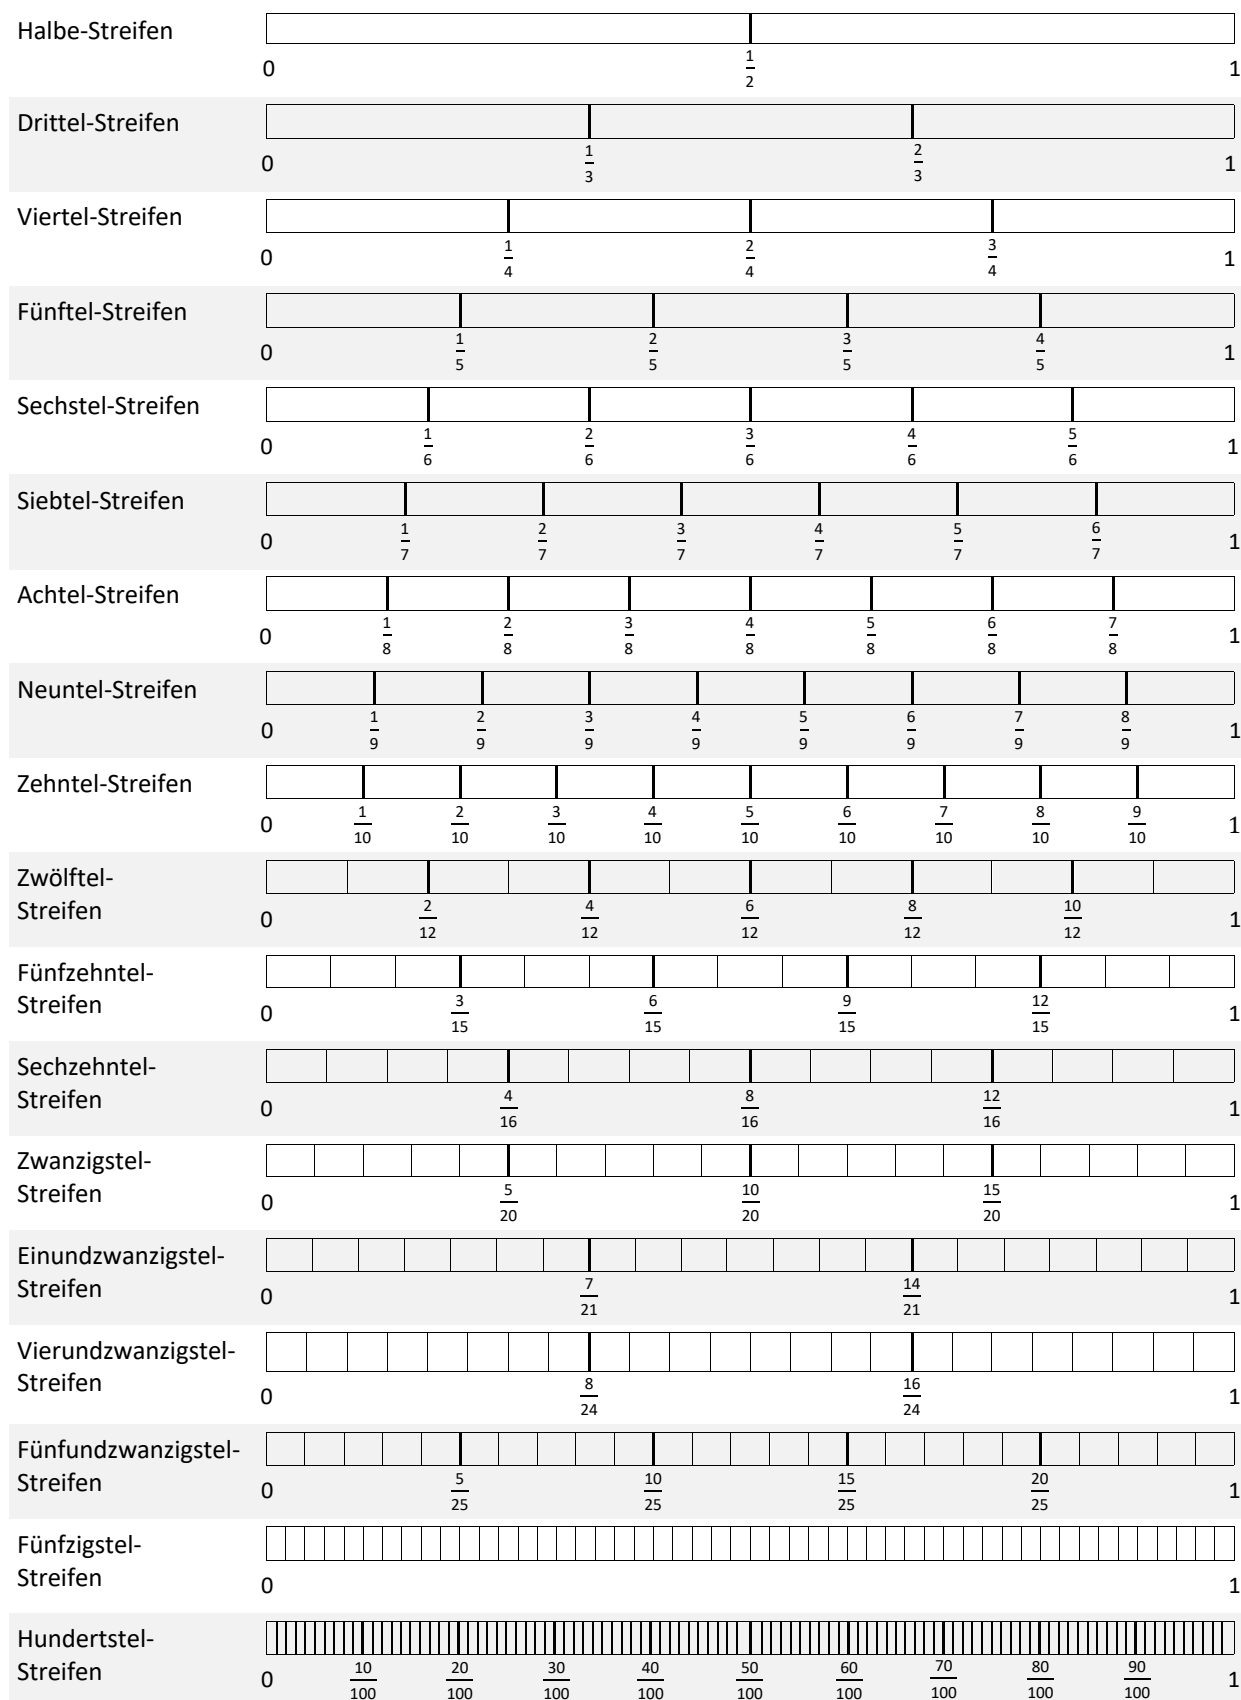 Halbe-Streifen
0 1/2 1
Drittel-Streifen
0 1/3 2/3 1
Viertel-Streifen
0 1/4 2/4 3/4 1
Fünftel-Streifen
0 1/5 2/5 3/5 4/5 1
Sechstel-Streifen
0 1/6 2/6 3/6 4/6 5/6 1
Siebtel-Streifen
0 1/7 2/7 3/7 4/7 5/7 6/7 1
Achtel-Streifen
0 1/8 2/8 3/8 4/8 5/8 6/8 7/8 1
Neuntel-Streifen
0 1/9 2/9 3/9 4/9 5/9 6/9 7/9 8/9 1
Zehntel-Streifen
0 1/10 2/10 3/10 4/10 5/10 6/10 7/10 8/10 9/10 1
Zwölftel-
Streifen
0 2/12 4/12 6/12 8/12 10/12 1
Fünfzehntel-
Streifen
0 3/15 6/15 9/15 12/15 1
Sechzehntel-
Streifen
0 4/16 8/16 12/16 1
Zwanzigstel-
Streifen
0 5/20 10/20 15/20 1
Einundzwanzigstel-
Streifen
0 7/21 14/21 1
Vierundzwanzigstel-
Streifen
0 8/24 16/24 1
Fünfundzwanzigstel-
Streifen
0 5/25 10/25 15/25 20/25 1
Fünfzigstel-
Streifen
0 1
Hundertstel-
Streifen
0 10/100 20/100 30/100 40/100 50/100 60/100 70/100 80/100 90/100 1